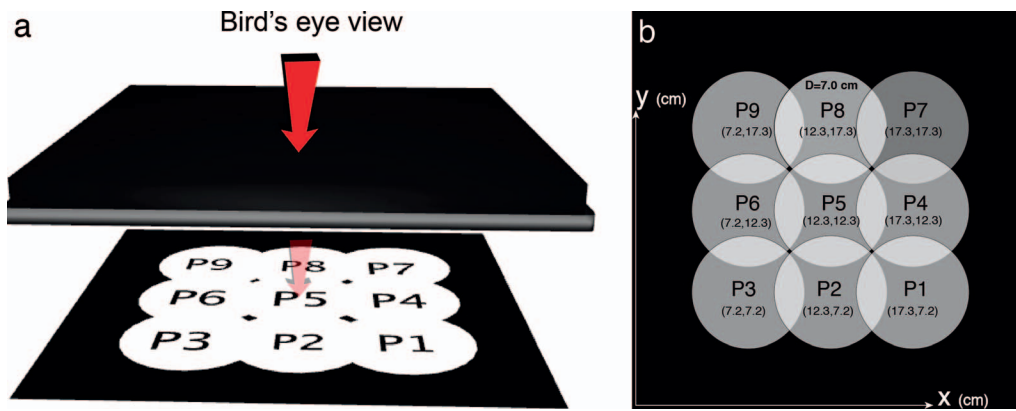 a
Bird's eye view
P9 P8 P7
P6 P5 P4
P3 P2 P1
b
y (cm)
D=7.0 cm
P9 P8 P7
(7.2,17.3) (12.3,17.3) (17.3,17.3)
P6 P5 P4
(7.2,12.3) (12.3,12.3) (17.3,12.3)
P3 P2 P1
(7.2,7.2) (12.3,7.2) (17.3,7.2)
x (cm)